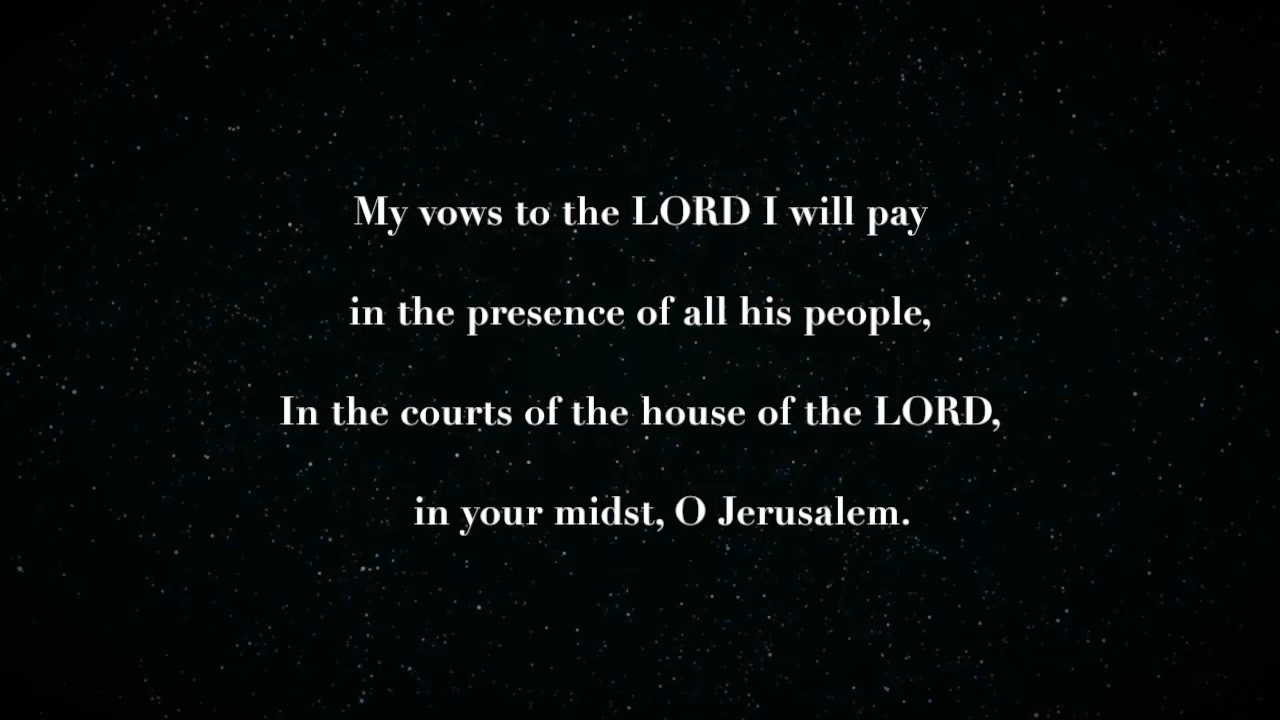 My vows to the LORD I will pay
in the presence of all his people,
In the courts of the house of the LORD,
in your midst, O Jerusalem.